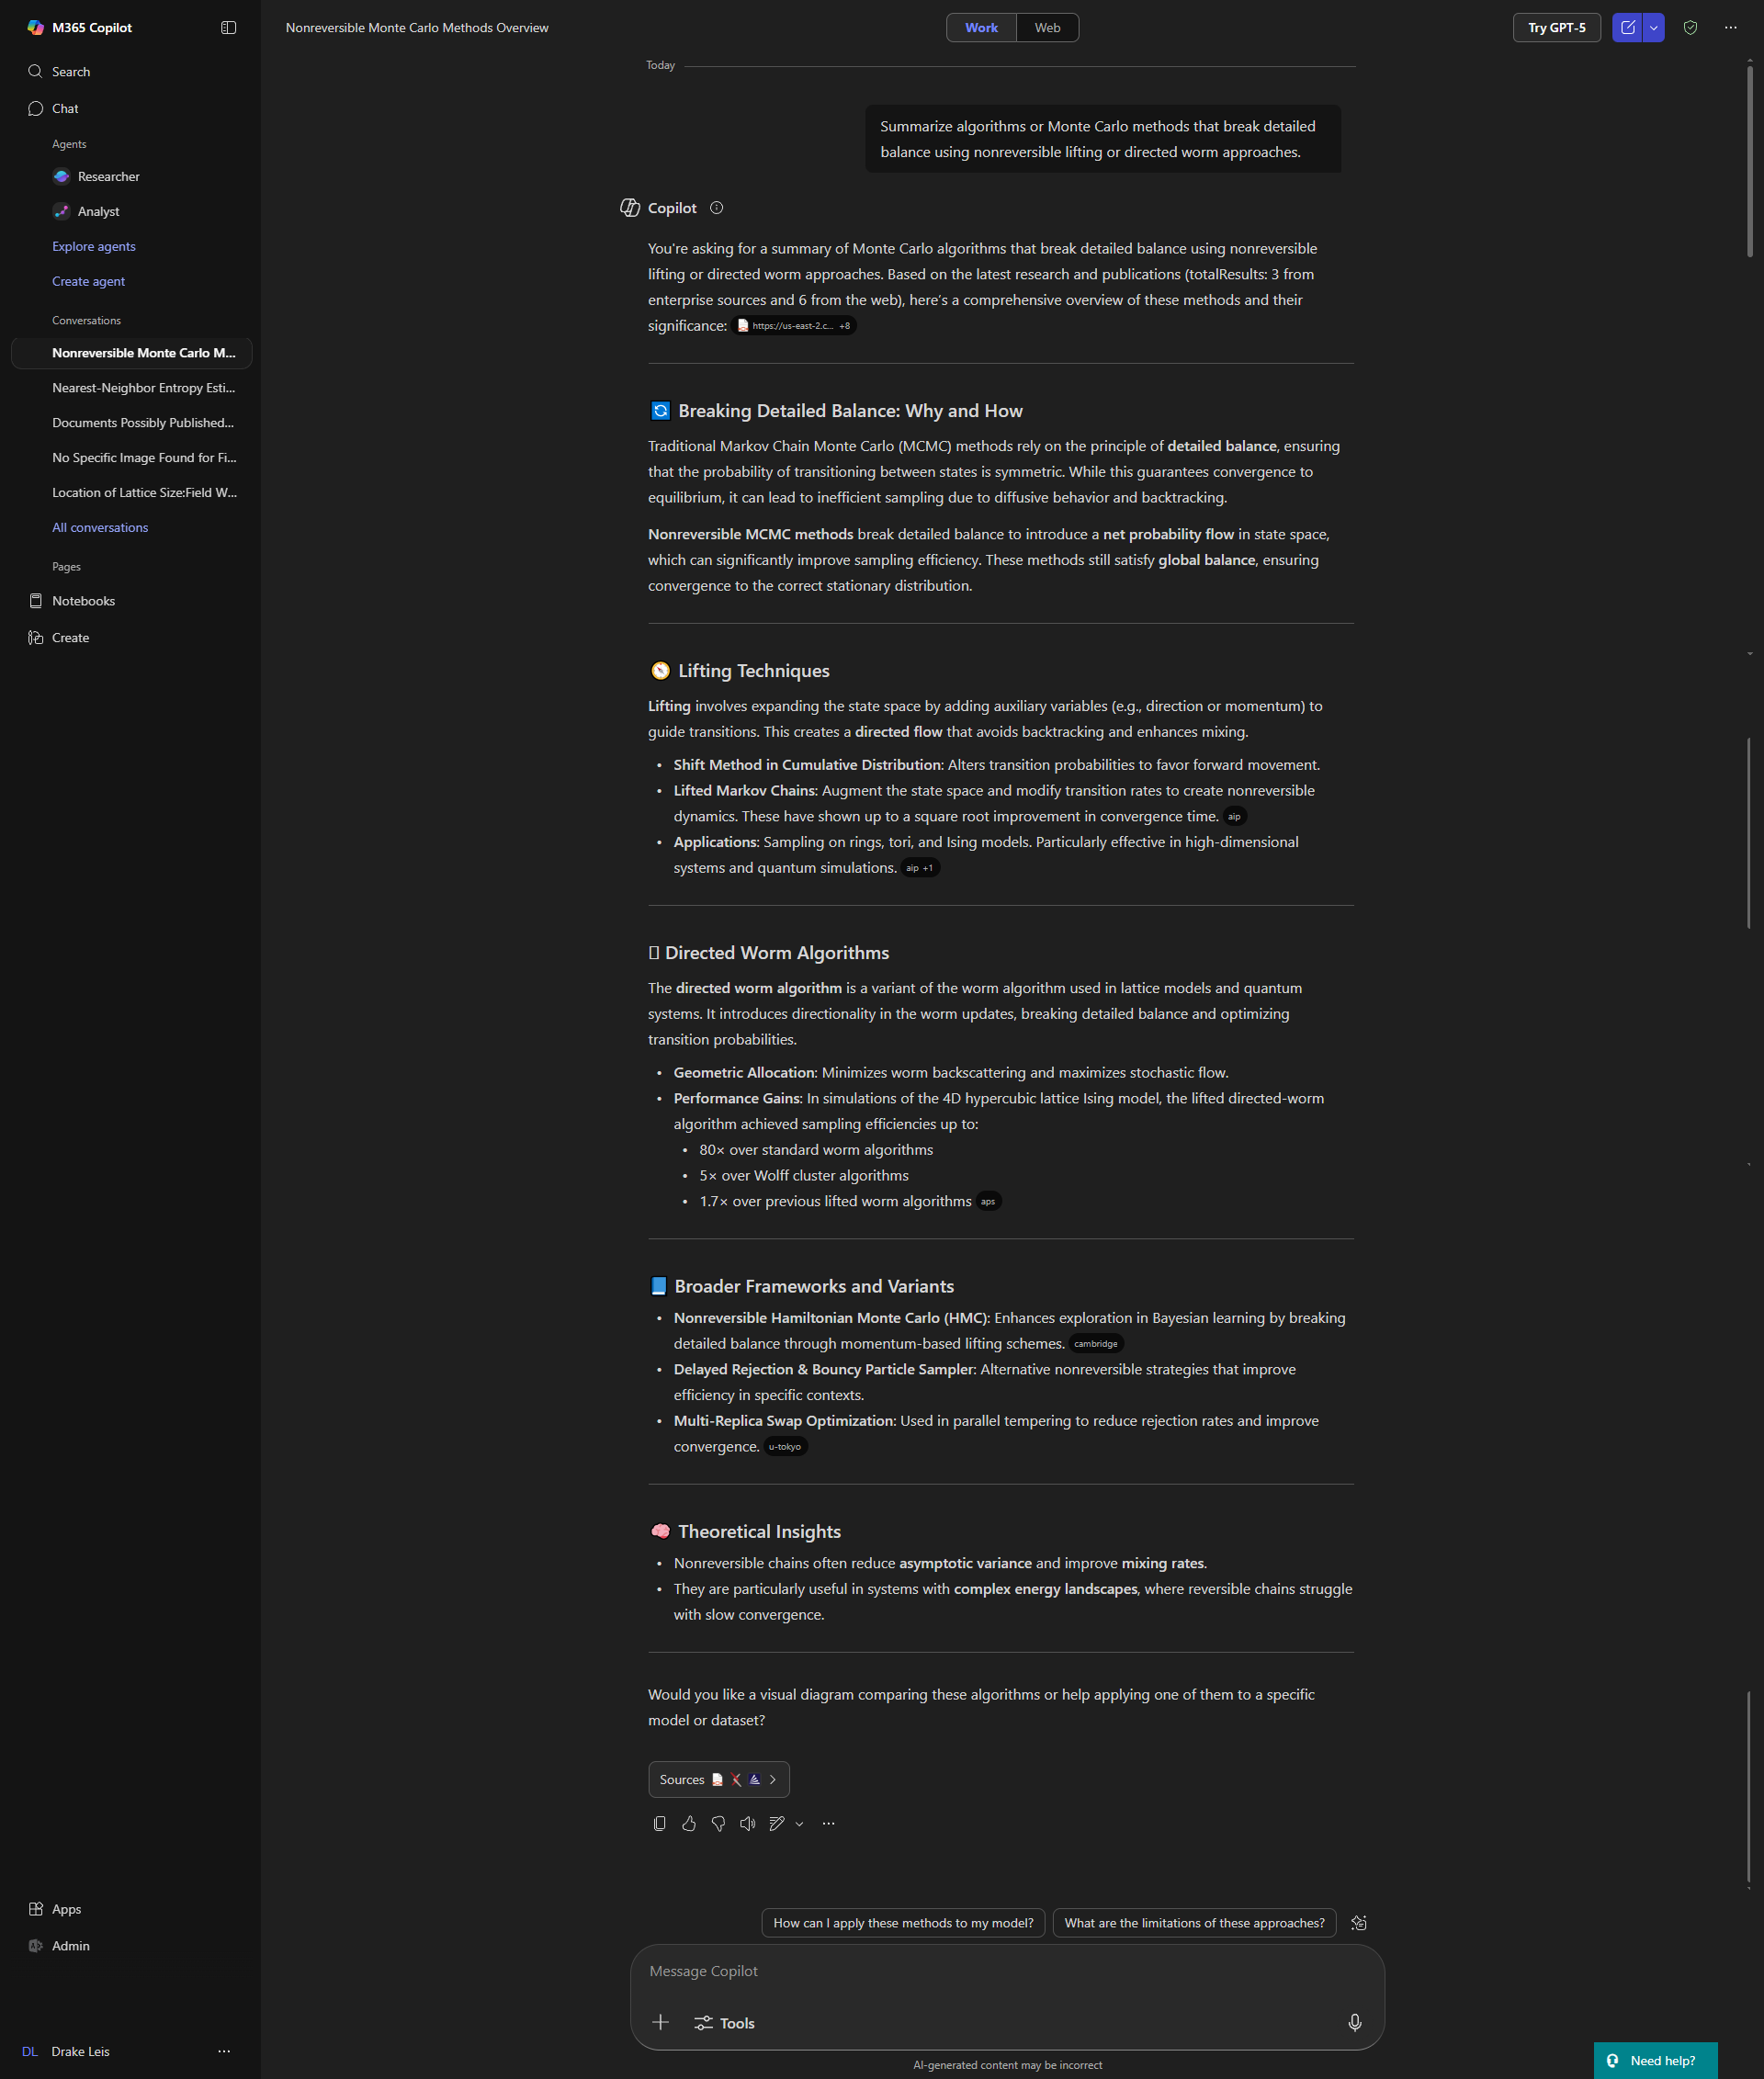 M365 Copilot
Search
Chat
Agents
Researcher
Analyst
Explore agents
Create agent
Conversations
Nonreversible Monte Carlo M...
Nearest-Neighbor Entropy Esti...
Documents Possibly Published...
No Specific Image Found for Fi...
Location of Lattice Size:Field W...
All conversations
Pages
Notebooks
Create
Apps
Admin
DL Drake Leis
Nonreversible Monte Carlo Methods Overview
Work Web
Try GPT-5
Today
Summarize algorithms or Monte Carlo methods that break detailed
balance using nonreversible lifting or directed worm approaches.
Copilot
You're asking for a summary of Monte Carlo algorithms that break detailed balance using nonreversible
lifting or directed worm approaches. Based on the latest research and publications (totalResults: 3 from
enterprise sources and 6 from the web), here's a comprehensive overview of these methods and their
significance: https://us-east-2.c... +8
Breaking Detailed Balance: Why and How
Traditional Markov Chain Monte Carlo (MCMC) methods rely on the principle of detailed balance, ensuring
that the probability of transitioning between states is symmetric. While this guarantees convergence to
equilibrium, it can lead to inefficient sampling due to diffusive behavior and backtracking.
Nonreversible MCMC methods break detailed balance to introduce a net probability flow in state space,
which can significantly improve sampling efficiency. These methods still satisfy global balance, ensuring
convergence to the correct stationary distribution.
Lifting Techniques
Lifting involves expanding the state space by adding auxiliary variables (e.g., direction or momentum) to
guide transitions. This creates a directed flow that avoids backtracking and enhances mixing.
• Shift Method in Cumulative Distribution: Alters transition probabilities to favor forward movement.
• Lifted Markov Chains: Augment the state space and modify transition rates to create nonreversible
dynamics. These have shown up to a square root improvement in convergence time. aip
• Applications: Sampling on rings, tori, and Ising models. Particularly effective in high-dimensional
systems and quantum simulations. aip +1
Directed Worm Algorithms
The directed worm algorithm is a variant of the worm algorithm used in lattice models and quantum
systems. It introduces directionality in the worm updates, breaking detailed balance and optimizing
transition probabilities.
• Geometric Allocation: Minimizes worm backscattering and maximizes stochastic flow.
• Performance Gains: In simulations of the 4D hypercubic lattice Ising model, the lifted directed-worm
algorithm achieved sampling efficiencies up to:
• 80× over standard worm algorithms
• 5× over Wolff cluster algorithms
• 1.7× over previous lifted worm algorithms aps
Broader Frameworks and Variants
• Nonreversible Hamiltonian Monte Carlo (HMC): Enhances exploration in Bayesian learning by breaking
detailed balance through momentum-based lifting schemes. cambridge
• Delayed Rejection & Bouncy Particle Sampler: Alternative nonreversible strategies that improve
efficiency in specific contexts.
• Multi-Replica Swap Optimization: Used in parallel tempering to reduce rejection rates and improve
convergence. u-tokyo
Theoretical Insights
• Nonreversible chains often reduce asymptotic variance and improve mixing rates.
• They are particularly useful in systems with complex energy landscapes, where reversible chains struggle
with slow convergence.
Would you like a visual diagram comparing these algorithms or help applying one of them to a specific
model or dataset?
Sources
How can I apply these methods to my model? What are the limitations of these approaches?
Message Copilot
Tools
AI-generated content may be incorrect
Need help?